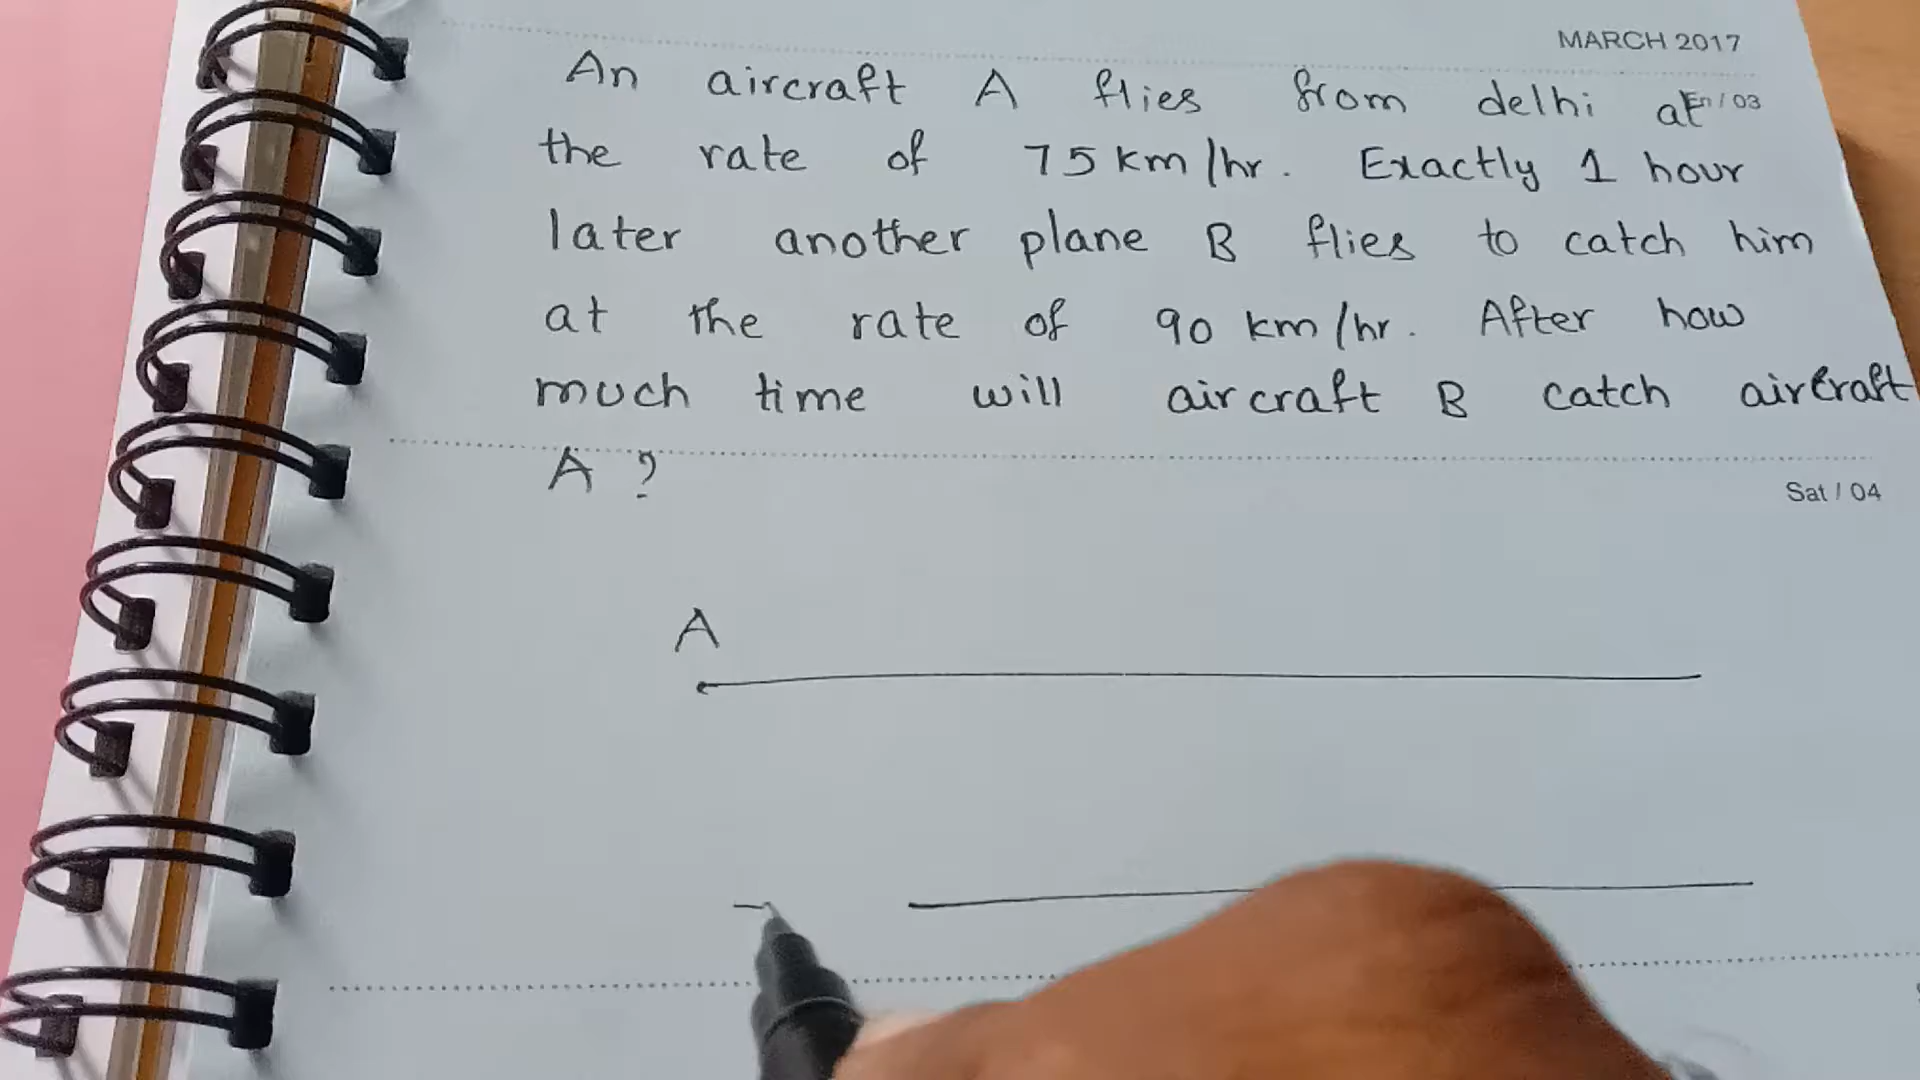 MARCH 2017
An aircraft A flies from delhi at
/ 03
the rate of 75 km/hr. Exactly 1 hour
later another plane B flies to catch him
at the rate of 90 km/hr. After how
much time will aircraft B catch aircraft
A ?
Sat / 04
A